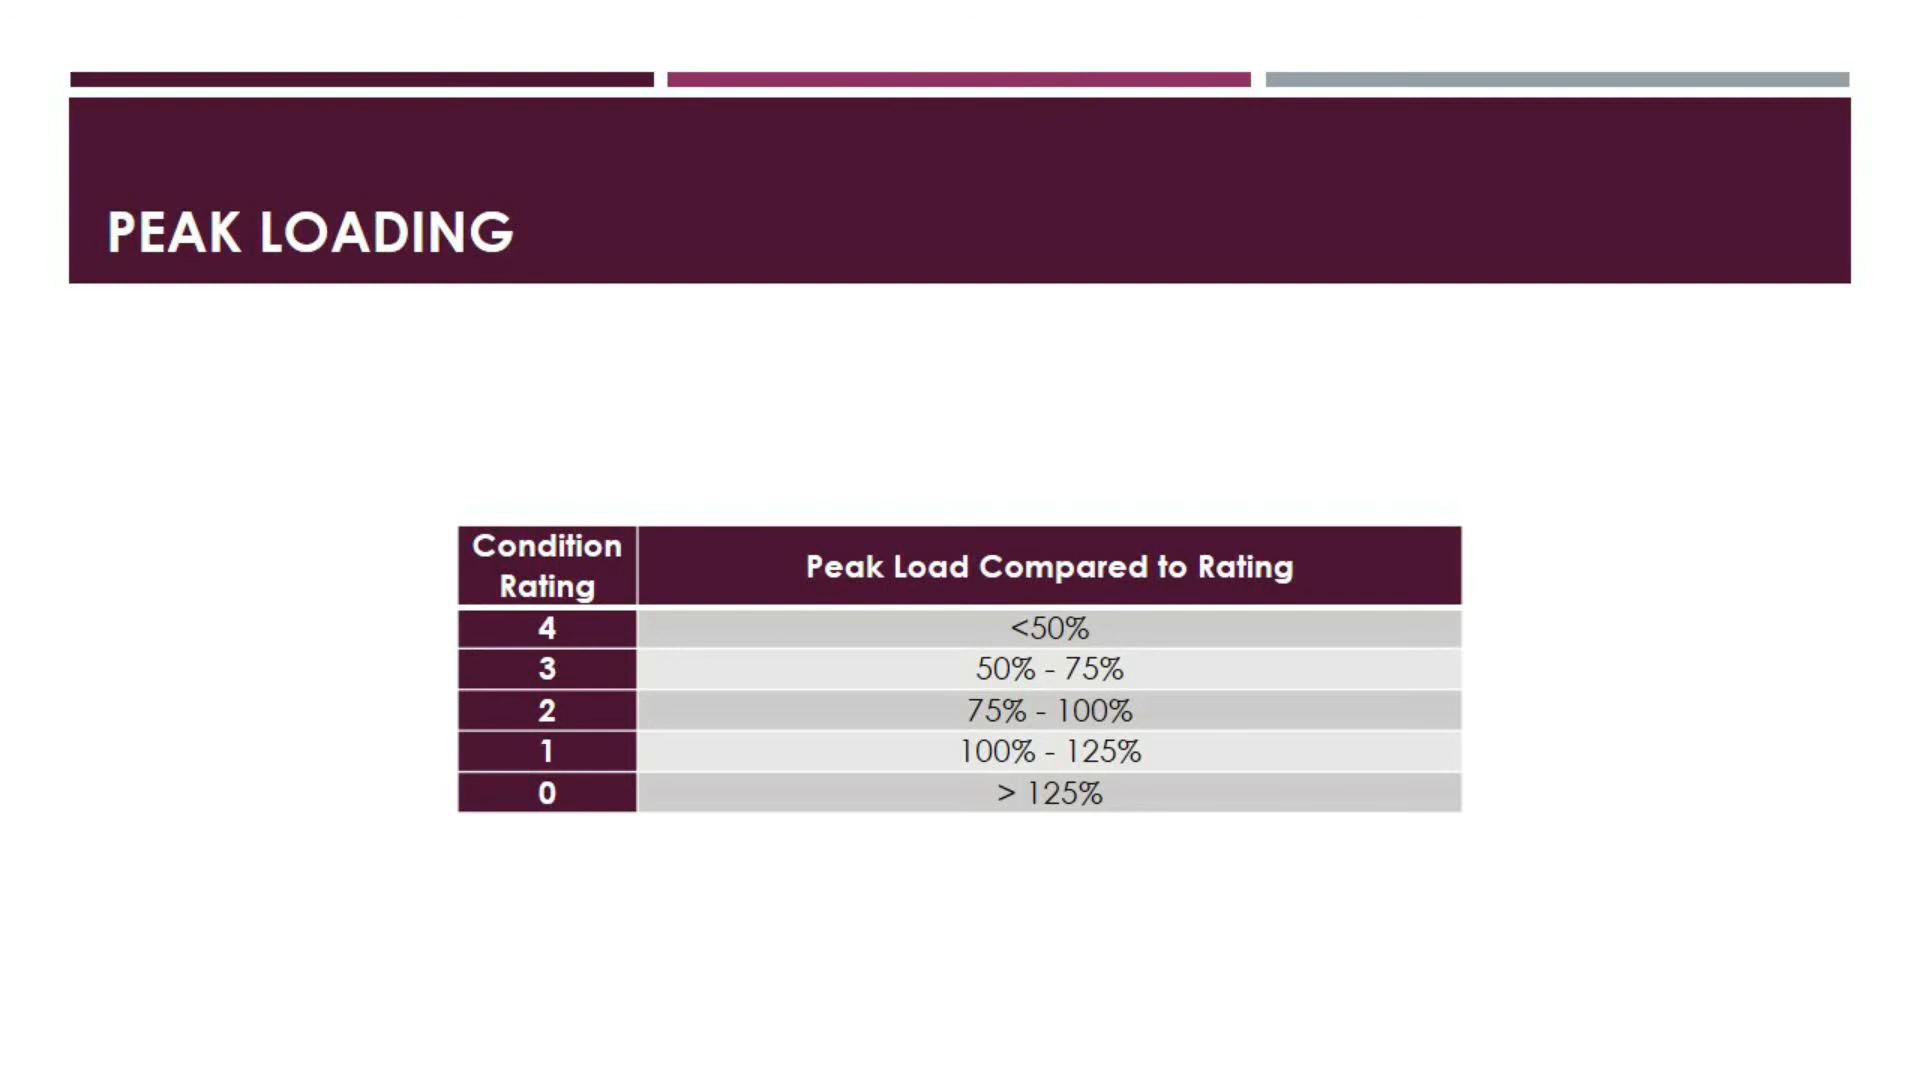 PEAK LOADING
Condition Rating	Peak Load Compared to Rating
4	<50%
3	50% - 75%
2	75% - 100%
1	100% - 125%
0	> 125%